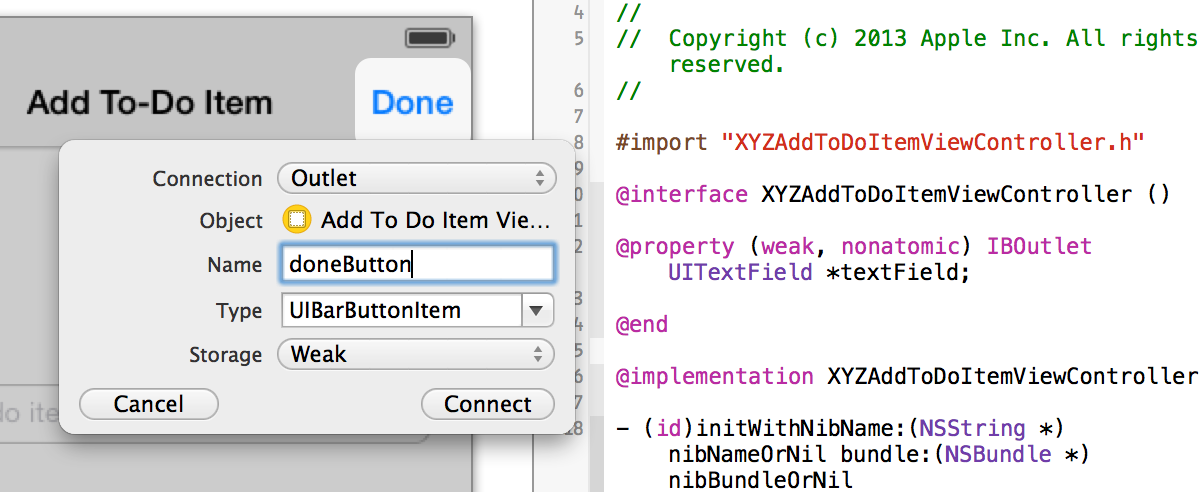 Add To-Do Item
Done
Connection
Outlet
Object
Add To Do Item Vie...
Name
doneButton
Type
UIBarButtonItem
Storage
Weak
Cancel
Connect
do ite
4 //
5 //  Copyright (c) 2013 Apple Inc. All rights
reserved.
6 //
7
8 #import "XYZAddToDoItemViewController.h"
9
0 @interface XYZAddToDoItemViewController ()
1
2 @property (weak, nonatomic) IBOutlet
UITextField *textField;
3
4 @end
5
6 @implementation XYZAddToDoItemViewController
7
18 - (id)initWithNibName:(NSString *)
nibNameOrNil bundle:(NSBundle *)
nibBundleOrNil